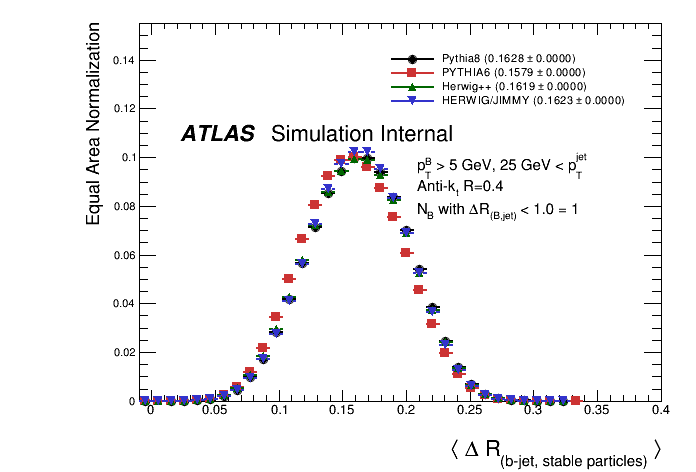 Equal Area Normalization
0.14
0.12
0.1
0.08
0.06
0.04
0.02
0
Pythia8 (0.1628 ± 0.0000)
PYTHIA6 (0.1579 ± 0.0000)
Herwig++ (0.1619 ± 0.0000)
HERWIG/JIMMY (0.1623 ± 0.0000)
ATLAS Simulation Internal
p_T^B > 5 GeV, 25 GeV < p_T^jet
Anti-k_t R=0.4
N_B with ΔR_(B,jet) < 1.0 = 1
0 0.05 0.1 0.15 0.2 0.25 0.3 0.35 0.4
⟨ Δ R_(b-jet, stable particles) ⟩